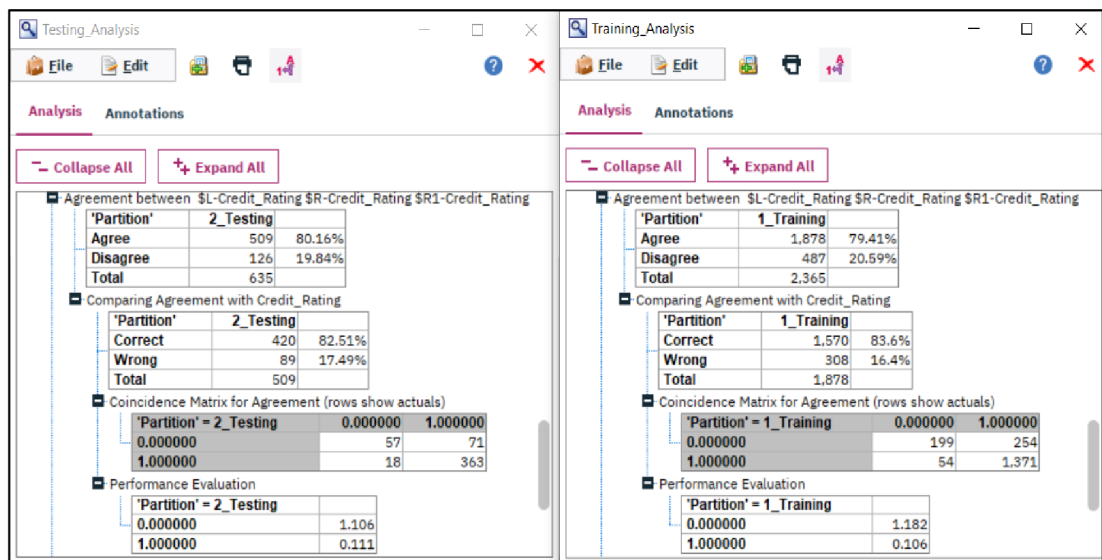 Testing_Analysis
File Edit
Analysis Annotations
Collapse All Expand All
Agreement between $L-Credit_Rating $R-Credit_Rating $R1-Credit_Rating
'Partition' 2_Testing
Agree 509 80.16%
Disagree 126 19.84%
Total 635
Comparing Agreement with Credit_Rating
'Partition' 2_Testing
Correct 420 82.51%
Wrong 89 17.49%
Total 509
Coincidence Matrix for Agreement (rows show actuals)
'Partition' = 2_Testing 0.000000 1.000000
0.000000 57 71
1.000000 18 363
Performance Evaluation
'Partition' = 2_Testing
0.000000 1.106
1.000000 0.111
Training_Analysis
File Edit
Analysis Annotations
Collapse All Expand All
Agreement between $L-Credit_Rating $R-Credit_Rating $R1-Credit_Rating
'Partition' 1_Training
Agree 1,878 79.41%
Disagree 487 20.59%
Total 2,365
Comparing Agreement with Credit_Rating
'Partition' 1_Training
Correct 1,570 83.6%
Wrong 308 16.4%
Total 1,878
Coincidence Matrix for Agreement (rows show actuals)
'Partition' = 1_Training 0.000000 1.000000
0.000000 199 254
1.000000 54 1,371
Performance Evaluation
'Partition' = 1_Training
0.000000 1.182
1.000000 0.106